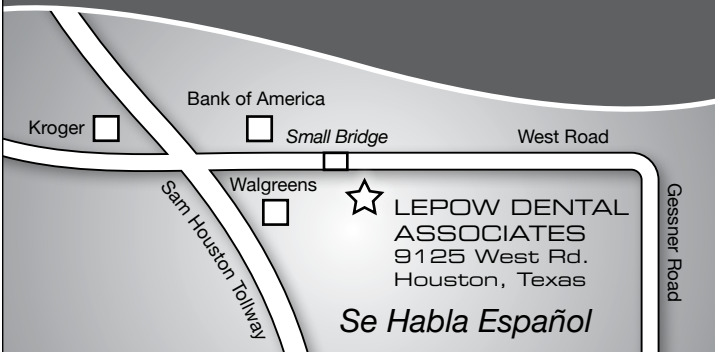 Bank of America
Kroger
Small Bridge
West Road
Walgreens
Sam Houston Tollway
Gessner Road
LEPOW DENTAL
ASSOCIATES
9125 West Rd.
Houston, Texas
Se Habla Español